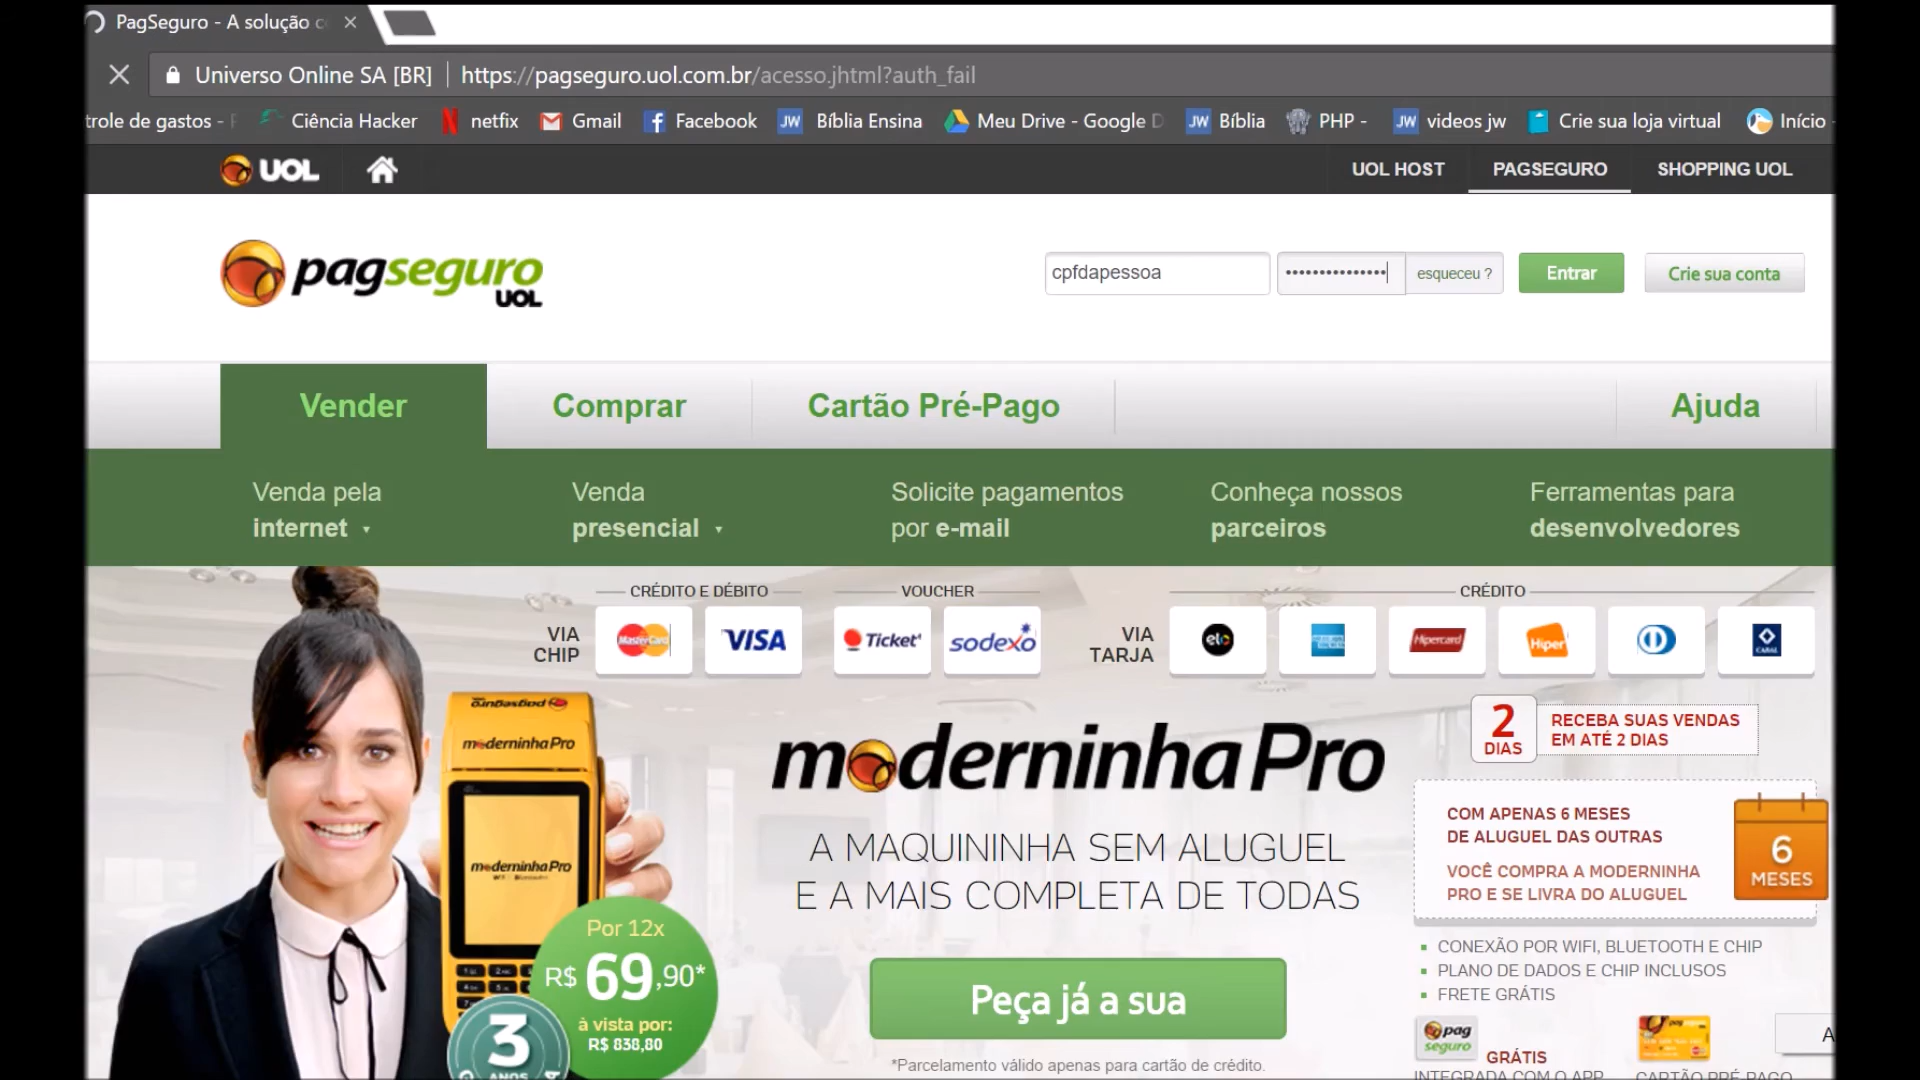 PagSeguro - A solução c
Universo Online SA [BR] https://pagseguro.uol.com.br/acesso.jhtml?auth_fail
trole de gastos - Ciência Hacker netfix Gmail Facebook Bíblia Ensina Meu Drive - Google D Bíblia PHP - videos jw Crie sua loja virtual Início
UOL UOL HOST PAGSEGURO SHOPPING UOL
pagseguro
UOL
cpfdapessoa •••••••••••••• esqueceu ? Entrar Crie sua conta
Vender Comprar Cartão Pré-Pago Ajuda
Venda pela
internet
Venda
presencial
Solicite pagamentos
por e-mail
Conheça nossos
parceiros
Ferramentas para
desenvolvedores
CRÉDITO E DÉBITO VOUCHER CRÉDITO
VIA
CHIP
MasterCard VISA Ticket sodexo
VIA
TARJA
elo Hipercard Hiper CABAL
pagseguro
moderninha Pro
moderninha Pro
moderninha Pro
A MAQUININHA SEM ALUGUEL
E A MAIS COMPLETA DE TODAS
2
DIAS
RECEBA SUAS VENDAS
EM ATÉ 2 DIAS
COM APENAS 6 MESES
DE ALUGUEL DAS OUTRAS
VOCÊ COMPRA A MODERNINHA
PRO E SE LIVRA DO ALUGUEL
6
MESES
Por 12x
R$ 69,90*
à vista por:
R$ 838,80
3
ANOS
Peça já a sua
*Parcelamento válido apenas para cartão de crédito.
CONEXÃO POR WIFI, BLUETOOTH E CHIP
PLANO DE DADOS E CHIP INCLUSOS
FRETE GRÁTIS
pag
seguro
GRÁTIS
INTEGRADA COM O APP
CARTÃO PRÉ-PAGO
A